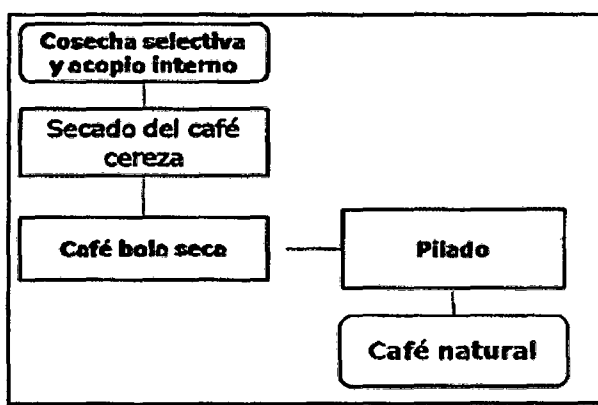 Cosecha selectiva
y acopio interno
Secado del café
cereza
Café bola seca
Pilado
Café natural